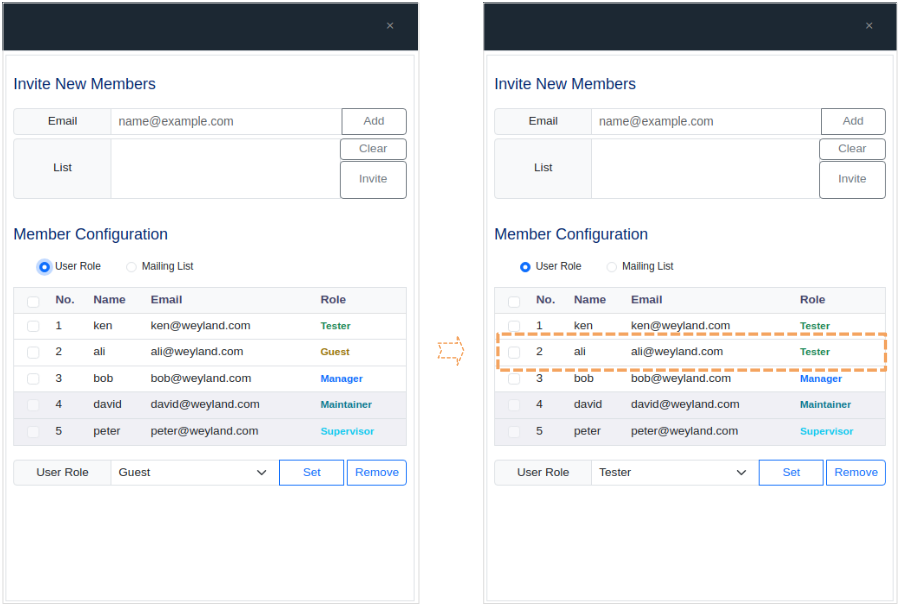 ×
Invite New Members
Email name@example.com Add
List Clear
Invite
Member Configuration
User Role Mailing List
No. Name Email Role
1 ken ken@weyland.com Tester
2 ali ali@weyland.com Guest
3 bob bob@weyland.com Manager
4 david david@weyland.com Maintainer
5 peter peter@weyland.com Supervisor
User Role Guest Set Remove
×
Invite New Members
Email name@example.com Add
List Clear
Invite
Member Configuration
User Role Mailing List
No. Name Email Role
1 ken ken@weyland.com Tester
2 ali ali@weyland.com Tester
3 bob bob@weyland.com Manager
4 david david@weyland.com Maintainer
5 peter peter@weyland.com Supervisor
User Role Tester Set Remove